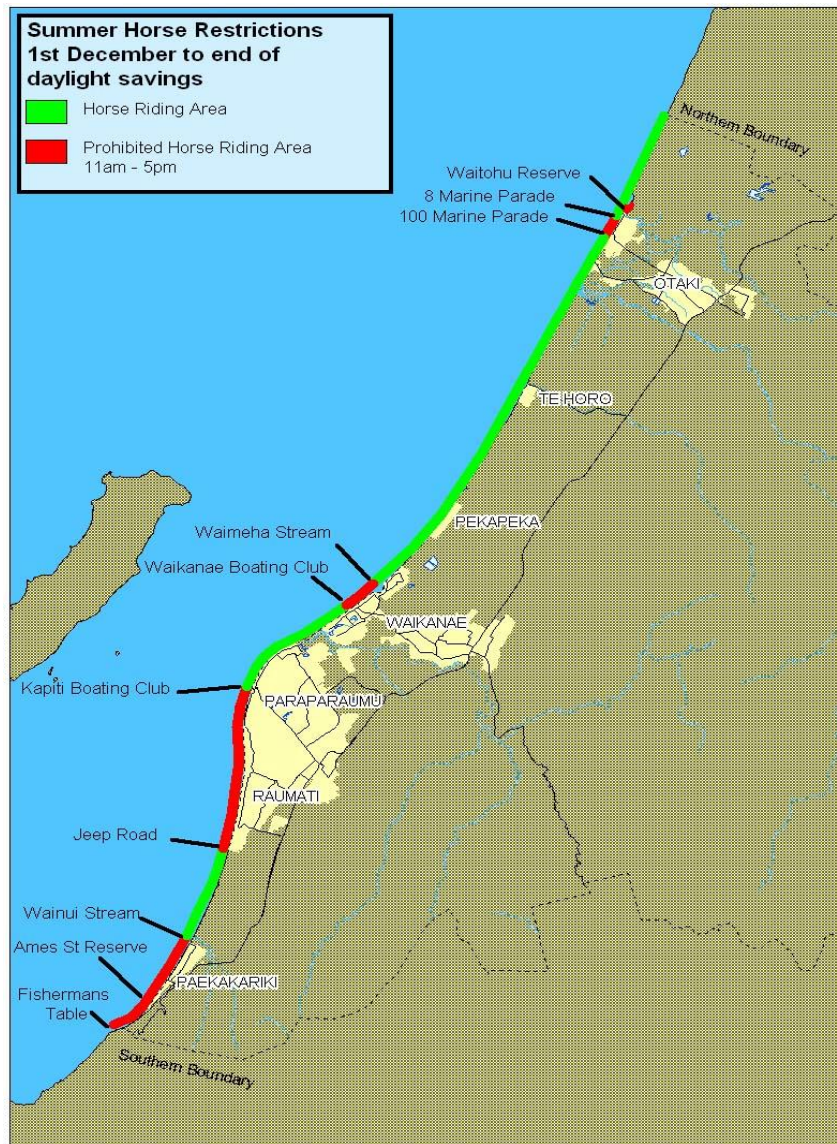 Summer Horse Restrictions
1st December to end of
daylight savings
Horse Riding Area
Prohibited Horse Riding Area
11am - 5pm
Northern Boundary
Waitohu Reserve
8 Marine Parade
100 Marine Parade
OTAKI
TE HORO
PEKAPEKA
Waimeha Stream
Waikanae Boating Club
WAIKANAE
Kapiti Boating Club
PARAPARAUMU
RAUMATI
Jeep Road
Wainui Stream
Ames St Reserve
PAEKAKARIKI
Fishermans
Table
Southern Boundary